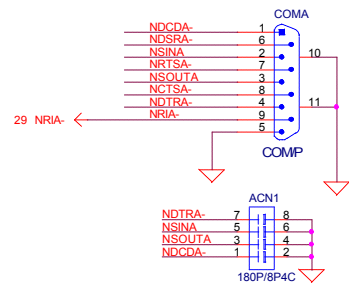 COMA
NDCDA- 1
NDSRA- 6
NSINA 2 10
NRTSA- 7
NSOUTA 3
NCTSA- 8
NDTRA- 4 11
29 NRIA- NRIA- 9
5
COM/P
ACN1
NDTRA- 7 8
NSINA 5 6
NSOUTA 3 4
NDCDA- 1 2
180P/8P4C